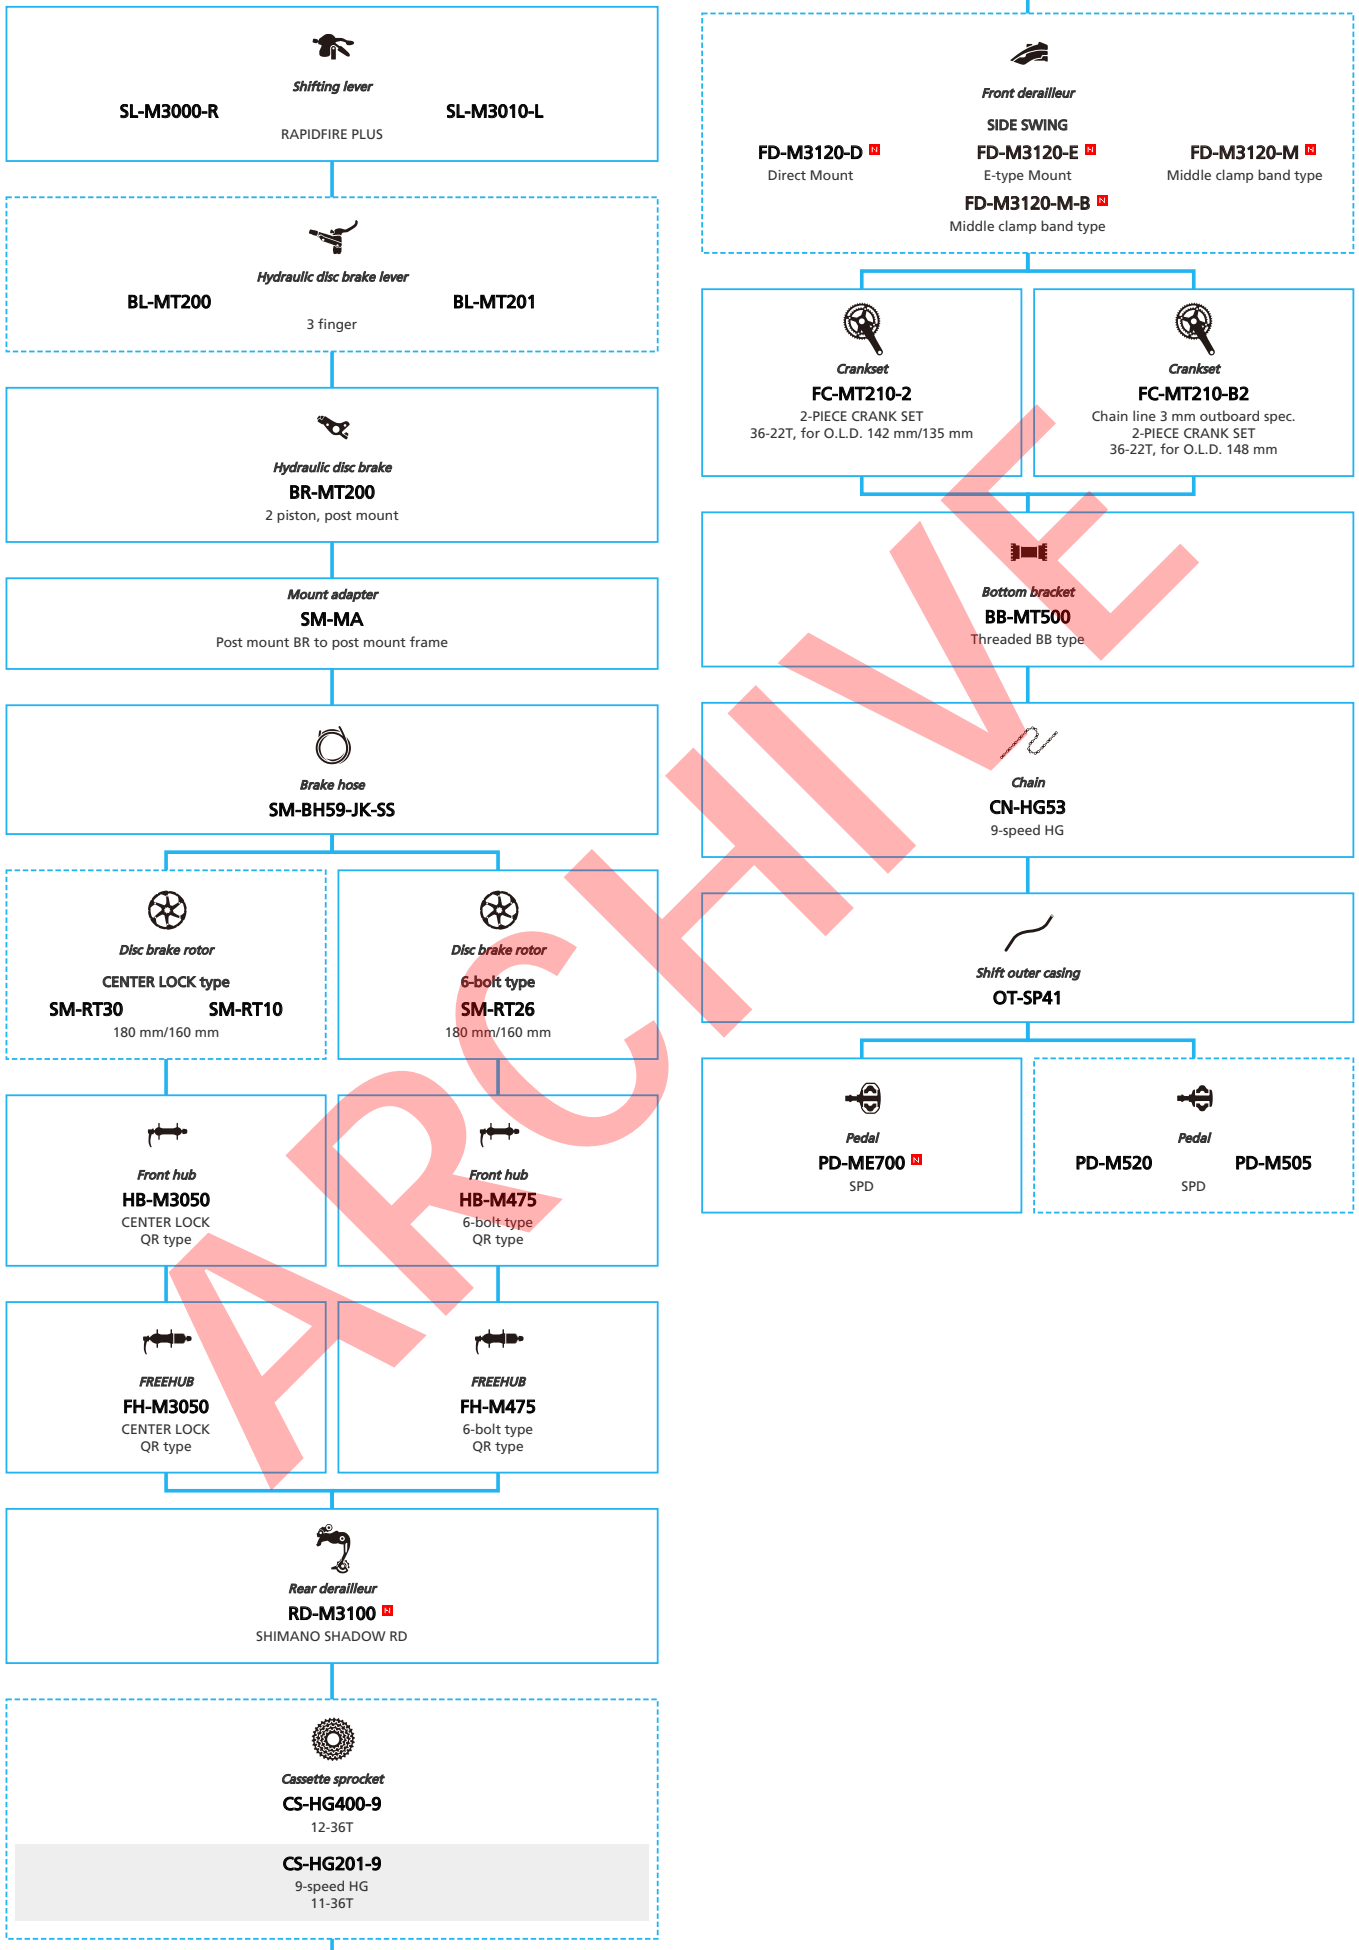 Shifting lever
SL-M3000-R SL-M3010-L
RAPIDFIRE PLUS
Hydraulic disc brake lever
BL-MT200 BL-MT201
3 finger
Hydraulic disc brake
BR-MT200
2 piston, post mount
Mount adapter
SM-MA
Post mount BR to post mount frame
Brake hose
SM-BH59-JK-SS
Disc brake rotor
CENTER LOCK type
SM-RT30 SM-RT10
180 mm/160 mm
Disc brake rotor
6-bolt type
SM-RT26
180 mm/160 mm
Front hub
HB-M3050
CENTER LOCK
QR type
Front hub
HB-M475
6-bolt type
QR type
FREEHUB
FH-M3050
CENTER LOCK
QR type
FREEHUB
FH-M475
6-bolt type
QR type
Rear derailleur
RD-M3100 N
SHIMANO SHADOW RD
Cassette sprocket
CS-HG400-9
12-36T
CS-HG201-9
9-speed HG
11-36T
Front derailleur
SIDE SWING
FD-M3120-D N FD-M3120-E N FD-M3120-M N
Direct Mount E-type Mount Middle clamp band type
FD-M3120-M-B N
Middle clamp band type
Crankset
FC-MT210-2
2-PIECE CRANK SET
36-22T, for O.L.D. 142 mm/135 mm
Crankset
FC-MT210-B2
Chain line 3 mm outboard spec.
2-PIECE CRANK SET
36-22T, for O.L.D. 148 mm
Bottom bracket
BB-MT500
Threaded BB type
Chain
CN-HG53
9-speed HG
Shift outer casing
OT-SP41
Pedal
PD-ME700 N
SPD
Pedal
PD-M520 PD-M505
SPD
ARCHIVE